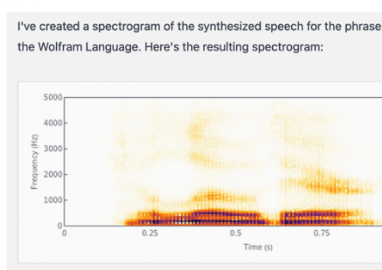 I've created a spectrogram of the synthesized speech for the phrase
the Wolfram Language. Here's the resulting spectrogram:
5000
4000
3000
2000
1000
0
Frequency (Hz)
0 0.25 0.5 0.75
Time (s)